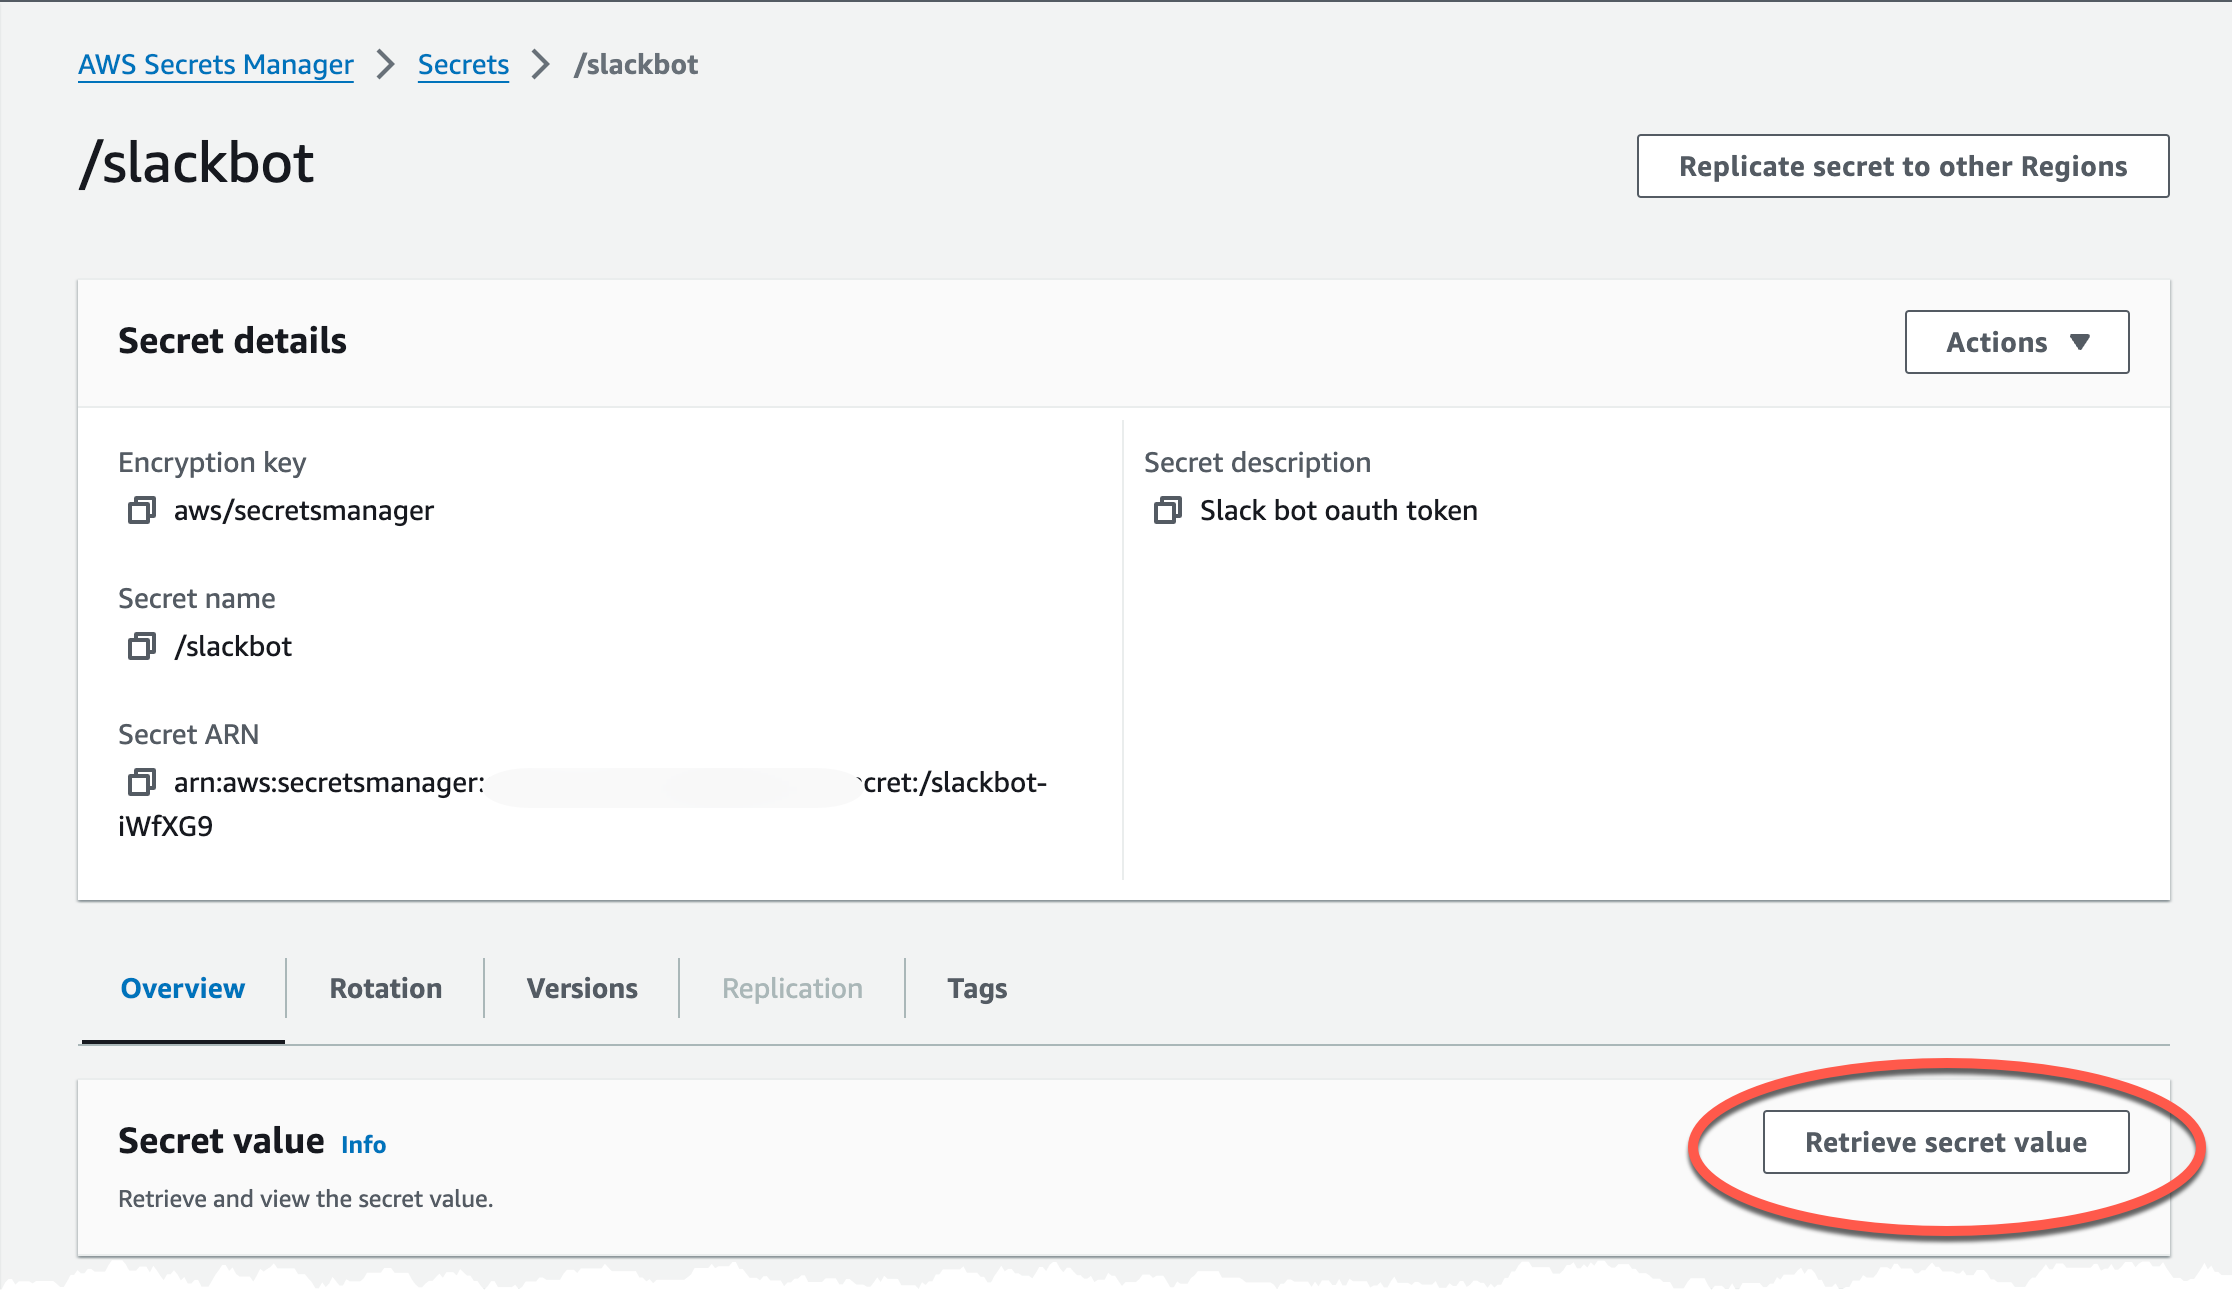 AWS Secrets Manager > Secrets > /slackbot
/slackbot
Replicate secret to other Regions
Secret details
Actions
Encryption key
aws/secretsmanager
Secret description
Slack bot oauth token
Secret name
/slackbot
Secret ARN
arn:aws:secretsmanager: cret:/slackbot-
iWfXG9
Overview
Rotation
Versions
Replication
Tags
Secret value Info
Retrieve secret value
Retrieve and view the secret value.